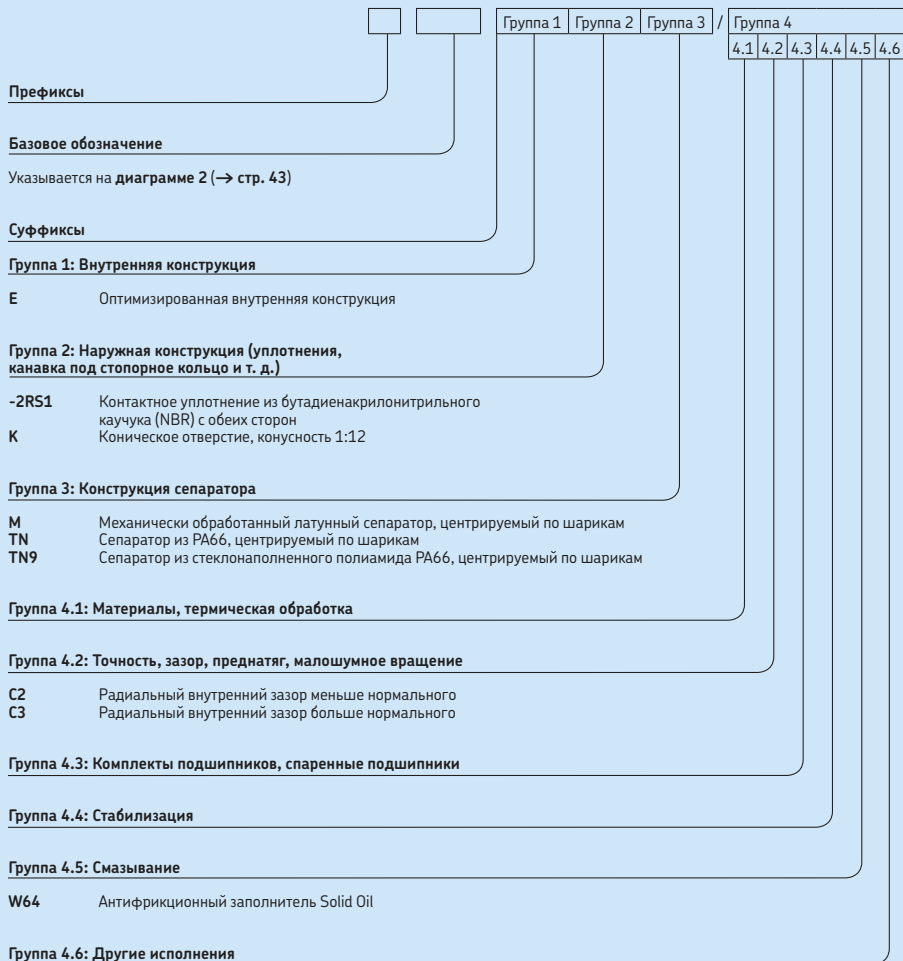 Группа 1 Группа 2 Группа 3 / Группа 4
4.1 4.2 4.3 4.4 4.5 4.6
Префиксы
Базовое обозначение
Указывается на диаграмме 2 (→ стр. 43)
Суффиксы
Группа 1: Внутренняя конструкция
E Оптимизированная внутренняя конструкция
Группа 2: Наружная конструкция (уплотнения,
канавка под стопорное кольцо и т. д.)
-2RS1 Контактное уплотнение из бутадиенакрилонитрильного
каучука (NBR) с обеих сторон
K Коническое отверстие, конусность 1:12
Группа 3: Конструкция сепаратора
M Механически обработанный латунный сепаратор, центрируемый по шарикам
TN Сепаратор из PA66, центрируемый по шарикам
TN9 Сепаратор из стеклонаполненного полиамида PA66, центрируемый по шарикам
Группа 4.1: Материалы, термическая обработка
Группа 4.2: Точность, зазор, преднатяг, малошумное вращение
C2 Радиальный внутренний зазор меньше нормального
C3 Радиальный внутренний зазор больше нормального
Группа 4.3: Комплекты подшипников, спаренные подшипники
Группа 4.4: Стабилизация
Группа 4.5: Смазывание
W64 Антифрикционный заполнитель Solid Oil
Группа 4.6: Другие исполнения